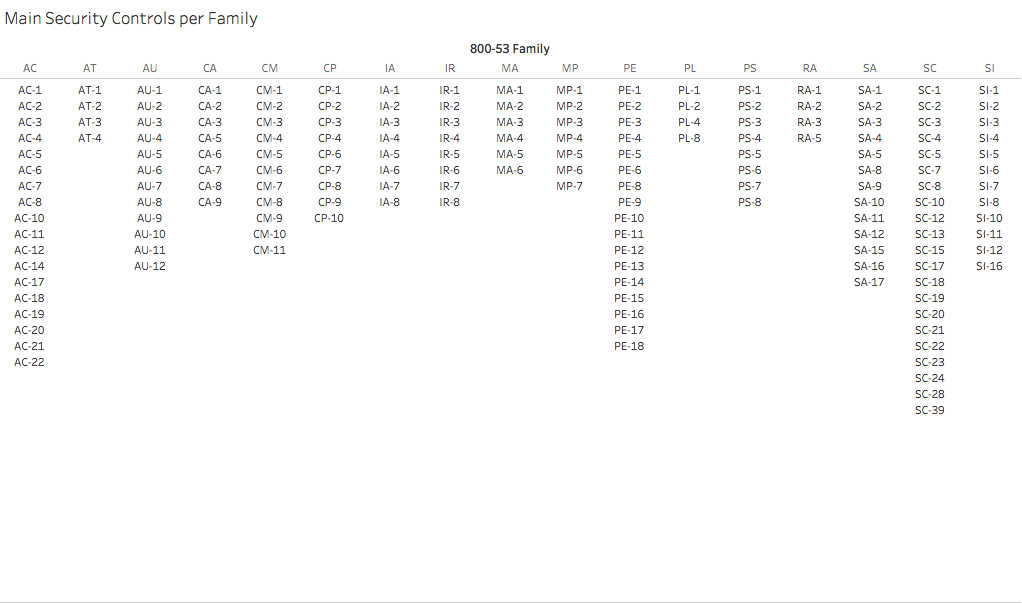 Main Security Controls per Family
800-53 Family
AC AT AU CA CM CP IA IR MA MP PE PL PS RA SA SC SI
AC-1 AT-1 AU-1 CA-1 CM-1 CP-1 IA-1 IR-1 MA-1 MP-1 PE-1 PL-1 PS-1 RA-1 SA-1 SC-1 SI-1
AC-2 AT-2 AU-2 CA-2 CM-2 CP-2 IA-2 IR-2 MA-2 MP-2 PE-2 PL-2 PS-2 RA-2 SA-2 SC-2 SI-2
AC-3 AT-3 AU-3 CA-3 CM-3 CP-3 IA-3 IR-3 MA-3 MP-3 PE-3 PL-4 PS-3 RA-3 SA-3 SC-3 SI-3
AC-4 AT-4 AU-4 CA-5 CM-4 CP-4 IA-4 IR-4 MA-4 MP-4 PE-4 PL-8 PS-4 RA-5 SA-4 SC-4 SI-4
AC-5 AU-5 CA-6 CM-5 CP-6 IA-5 IR-5 MA-5 MP-5 PE-5 PS-5 SA-5 SC-5 SI-5
AC-6 AU-6 CA-7 CM-6 CP-7 IA-6 IR-6 MA-6 MP-6 PE-6 PS-6 SA-8 SC-7 SI-6
AC-7 AU-7 CA-8 CM-7 CP-8 IA-7 IR-7 MP-7 PE-8 PS-7 SA-9 SC-8 SI-7
AC-8 AU-8 CA-9 CM-8 CP-9 IA-8 IR-8 PE-9 PS-8 SA-10 SC-10 SI-8
AC-10 AU-9 CM-9 CP-10 PE-10 SA-11 SC-12 SI-10
AC-11 AU-10 CM-10 PE-11 SA-12 SC-13 SI-11
AC-12 AU-11 CM-11 PE-12 SA-15 SC-15 SI-12
AC-14 AU-12 PE-13 SA-16 SC-17 SI-16
AC-17 PE-14 SA-17 SC-18
AC-18 PE-15 SC-19
AC-19 PE-16 SC-20
AC-20 PE-17 SC-21
AC-21 PE-18 SC-22
AC-22 SC-23
SC-24
SC-28
SC-39